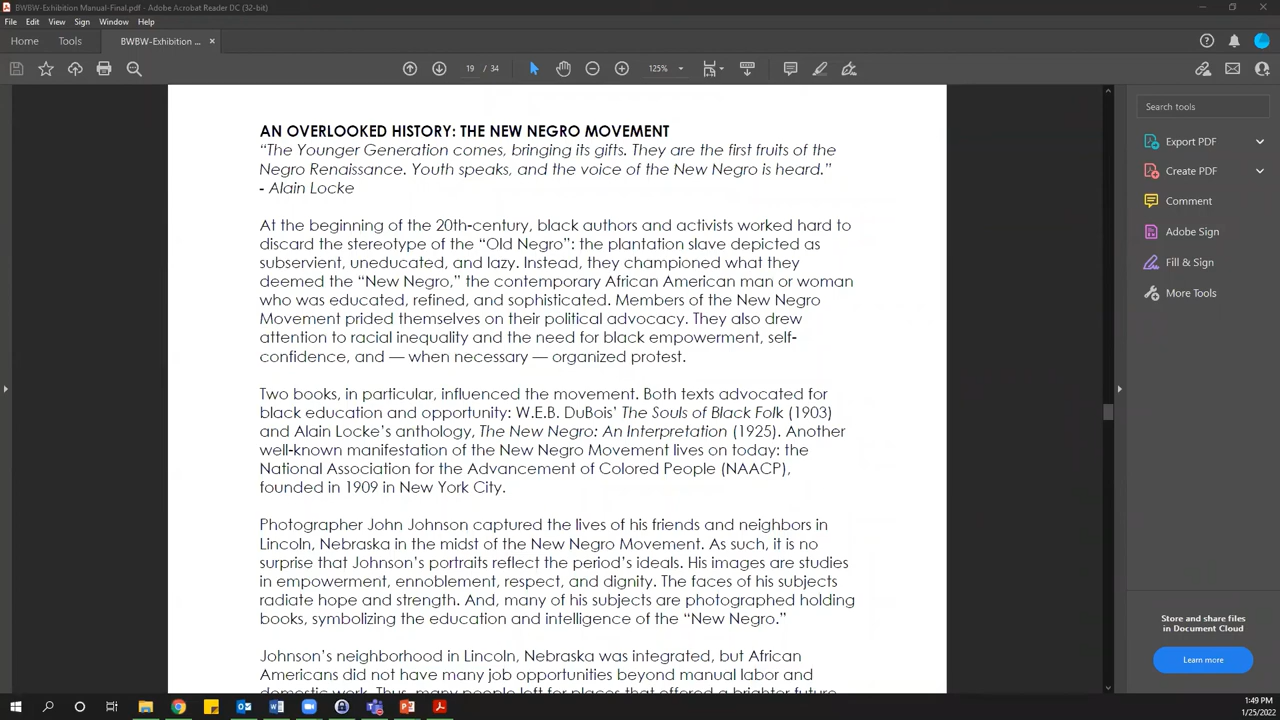 BWBW-Exhibition Manual-Final.pdf - Adobe Acrobat Reader DC (32-bit)
File Edit View Sign Window Help
Home Tools BWBW-Exhibition ... ×
19 / 34 125%
AN OVERLOOKED HISTORY: THE NEW NEGRO MOVEMENT
“The Younger Generation comes, bringing its gifts. They are the first fruits of the
Negro Renaissance. Youth speaks, and the voice of the New Negro is heard.”
- Alain Locke
At the beginning of the 20th-century, black authors and activists worked hard to
discard the stereotype of the “Old Negro”: the plantation slave depicted as
subservient, uneducated, and lazy. Instead, they championed what they
deemed the “New Negro,” the contemporary African American man or woman
who was educated, refined, and sophisticated. Members of the New Negro
Movement prided themselves on their political advocacy. They also drew
attention to racial inequality and the need for black empowerment, self-
confidence, and — when necessary — organized protest.
Two books, in particular, influenced the movement. Both texts advocated for
black education and opportunity: W.E.B. DuBois’ The Souls of Black Folk (1903)
and Alain Locke’s anthology, The New Negro: An Interpretation (1925). Another
well-known manifestation of the New Negro Movement lives on today: the
National Association for the Advancement of Colored People (NAACP),
founded in 1909 in New York City.
Photographer John Johnson captured the lives of his friends and neighbors in
Lincoln, Nebraska in the midst of the New Negro Movement. As such, it is no
surprise that Johnson’s portraits reflect the period’s ideals. His images are studies
in empowerment, ennoblement, respect, and dignity. The faces of his subjects
radiate hope and strength. And, many of his subjects are photographed holding
books, symbolizing the education and intelligence of the “New Negro.”
Johnson’s neighborhood in Lincoln, Nebraska was integrated, but African
Americans did not have many job opportunities beyond manual labor and
domestic work. Thus, many people left for places that offered a brighter future
Search tools
Export PDF
Create PDF
Comment
Adobe Sign
Fill & Sign
More Tools
Store and share files
in Document Cloud
Learn more
1:49 PM
1/25/2022